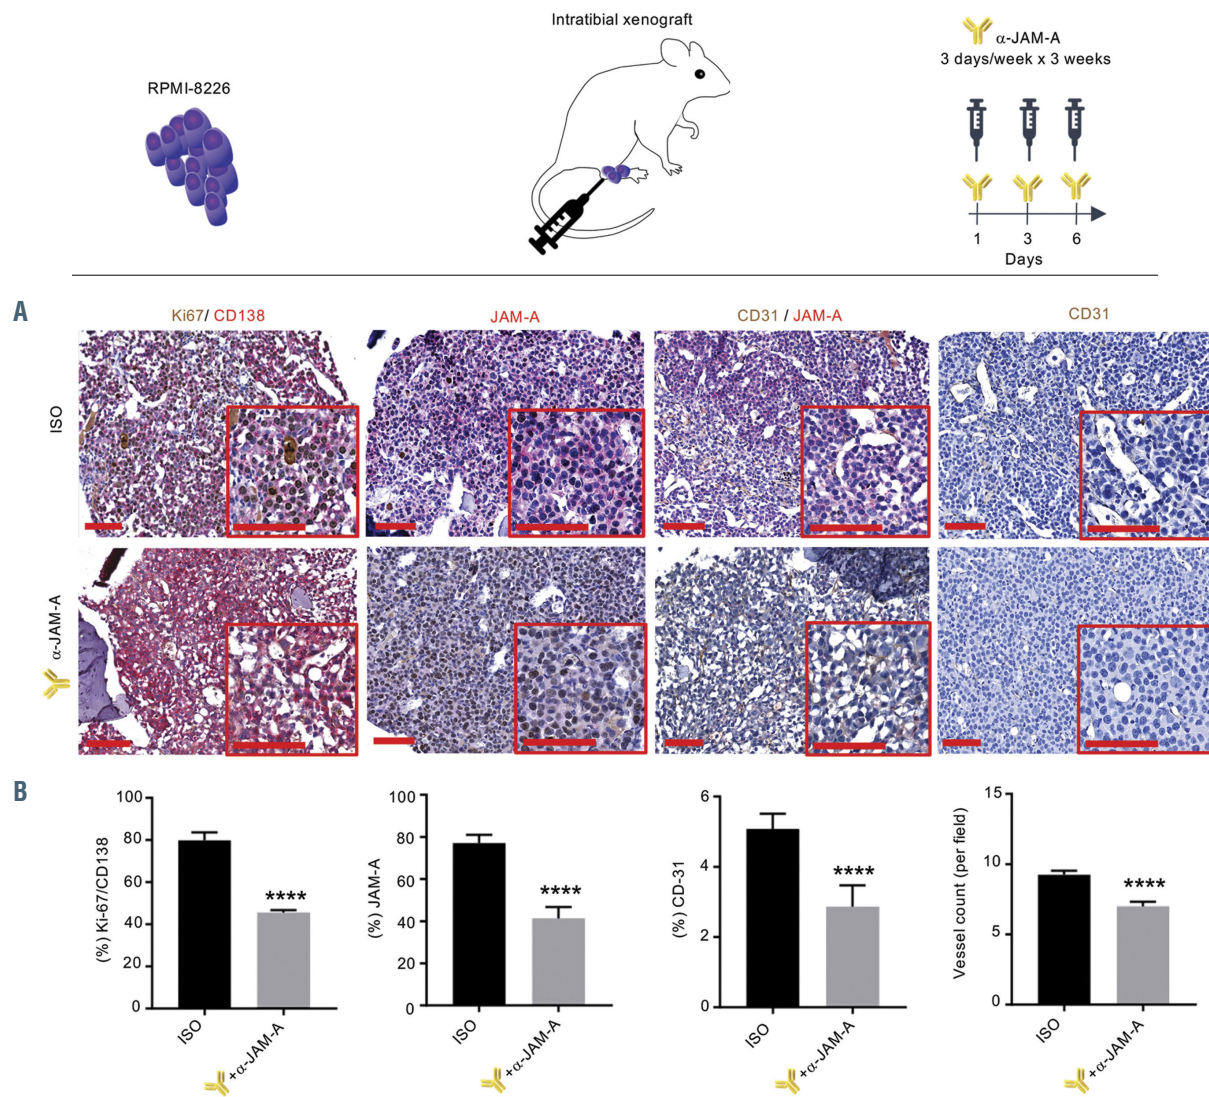 Intratibial xenograft
α-JAM-A
3 days/week x 3 weeks
RPMI-8226
1 3 6
Days
A
Ki67/ CD138
JAM-A
CD31 / JAM-A
CD31
ISO
α-JAM-A
B
(%) Ki-67/CD138
100
80
60
40
20
0
****
ISO
+α-JAM-A
(%) JAM-A
100
80
60
40
20
0
****
ISO
+α-JAM-A
(%) CD-31
6
4
2
0
****
ISO
+α-JAM-A
Vessel count (per field)
15
10
5
0
****
ISO
+α-JAM-A